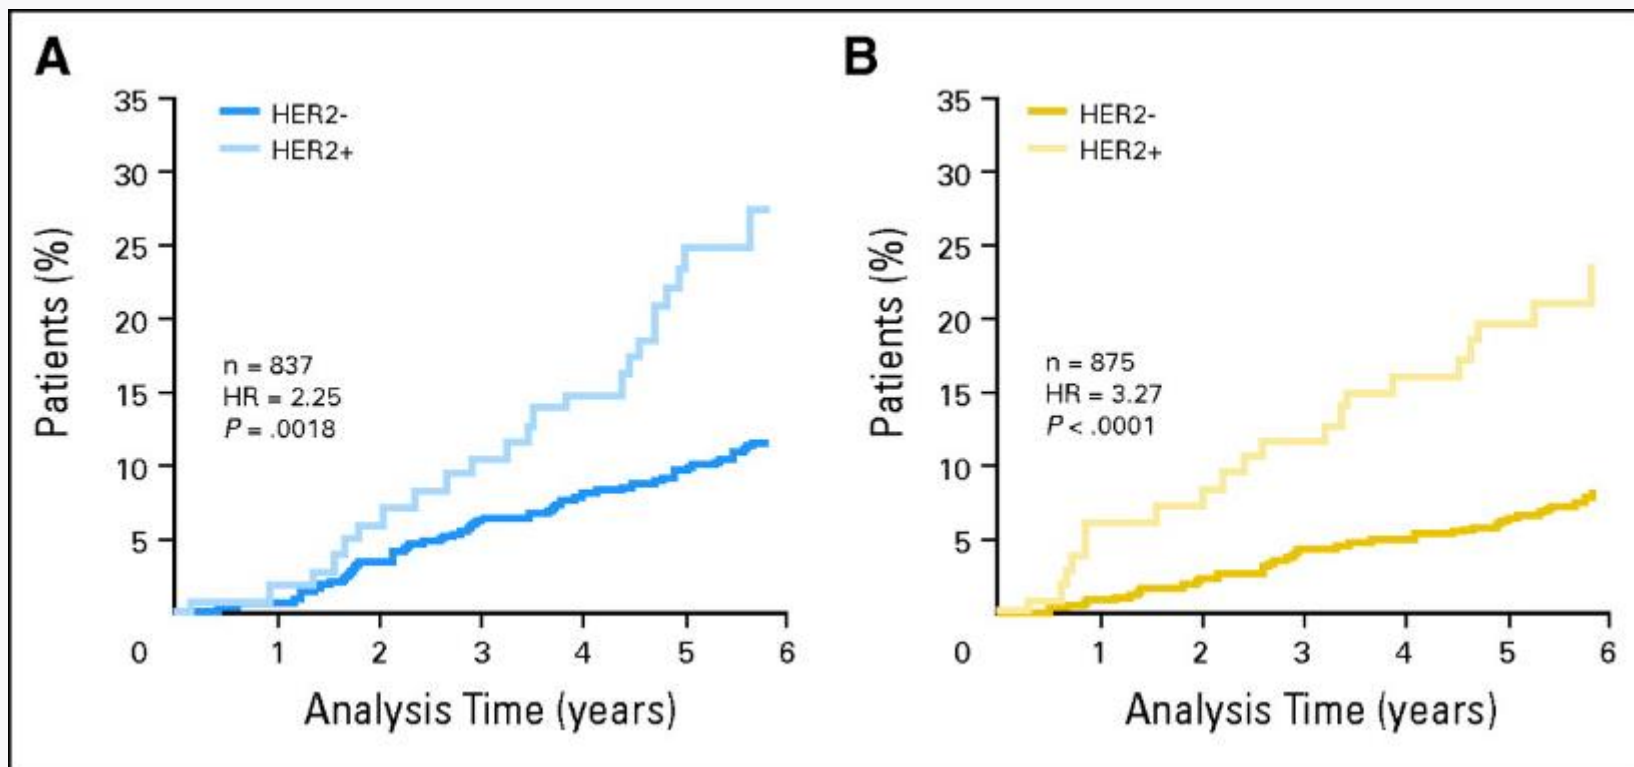 A
35
30
25
20
15
10
5
0
Patients (%)
HER2-
HER2+
n = 837
HR = 2.25
P = .0018
1 2 3 4 5 6
Analysis Time (years)
B
35
30
25
20
15
10
5
0
Patients (%)
HER2-
HER2+
n = 875
HR = 3.27
P < .0001
1 2 3 4 5 6
Analysis Time (years)